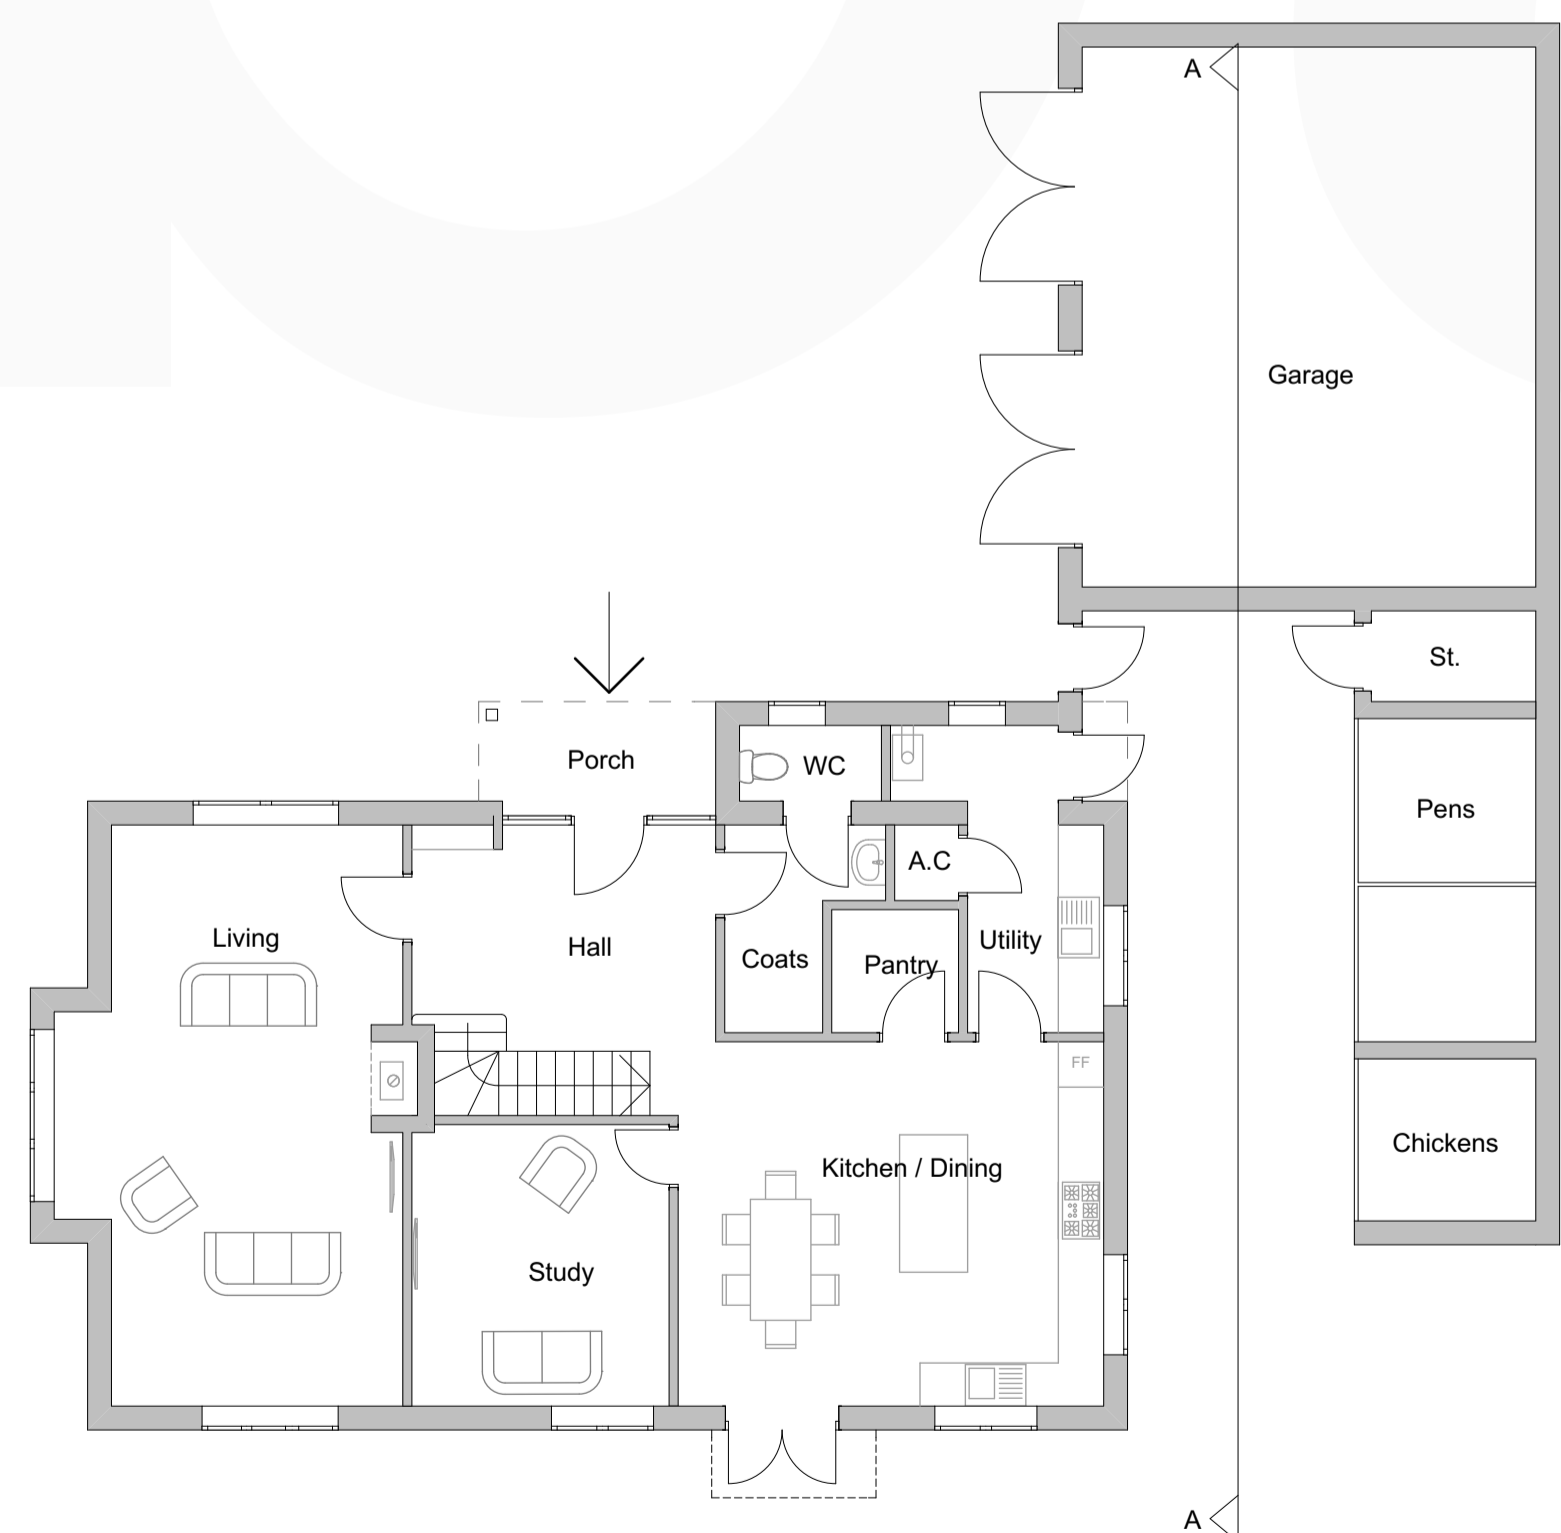 A
Garage
St.
Porch
WC
Pens
A.C
Living
Hall
Utility
Coats
Pantry
FF
Chickens
Kitchen / Dining
Study
A